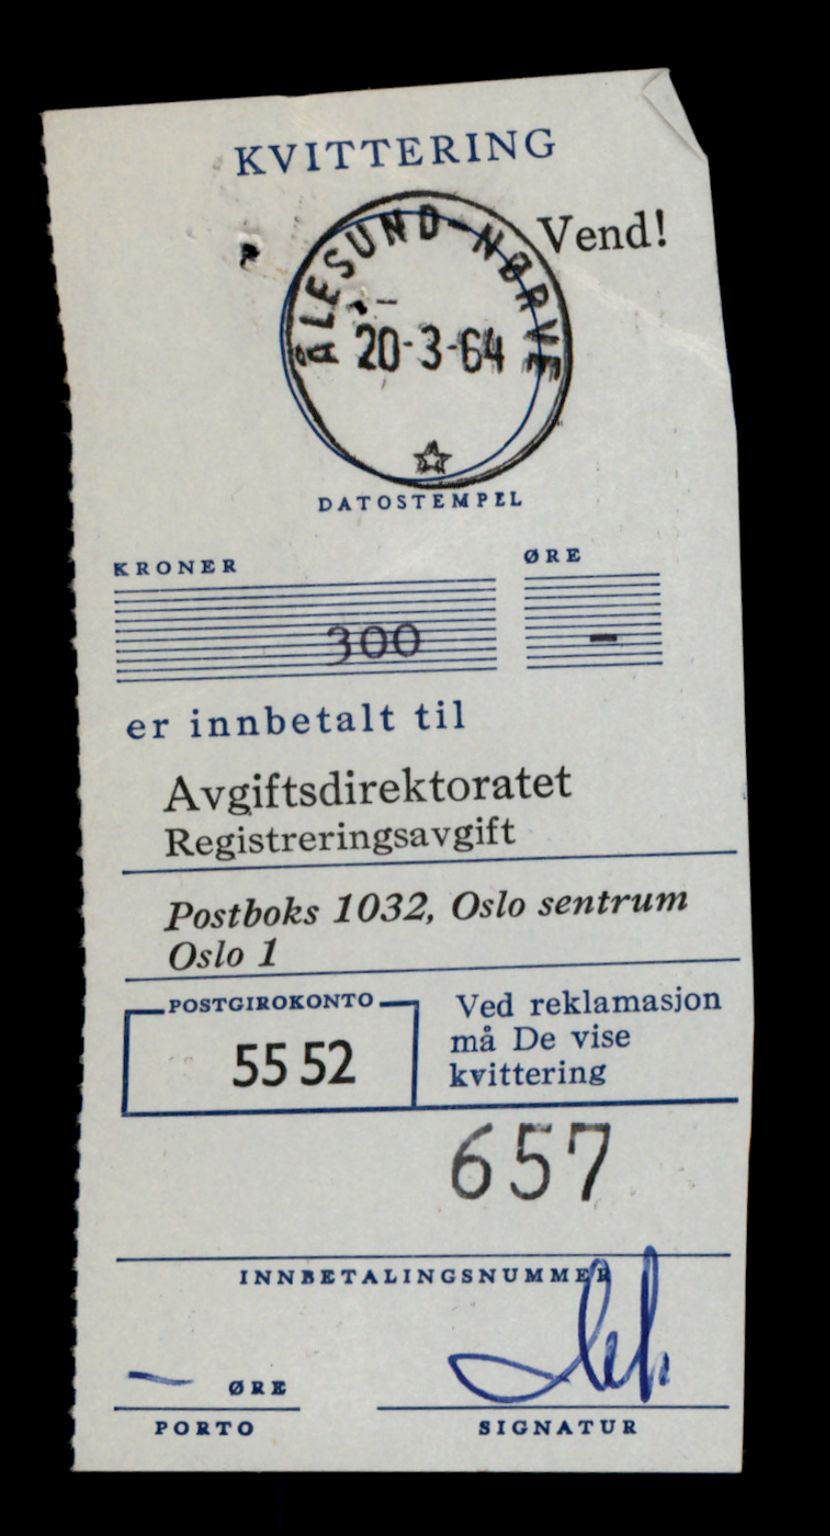 KVITTERING
Vend!
ÅLESUND-NØRVE
20-3-64
DATOSTEMPEL
KRONER ØRE
300 -
er innbetalt til
Avgiftsdirektoratet
Registreringsavgift
Postboks 1032, Oslo sentrum
Oslo 1
POSTGIROKONTO
55 52
Ved reklamasjon
må De vise
kvittering
657
INNBETALINGSNUMMER
— ØRE
PORTO
SIGNATUR